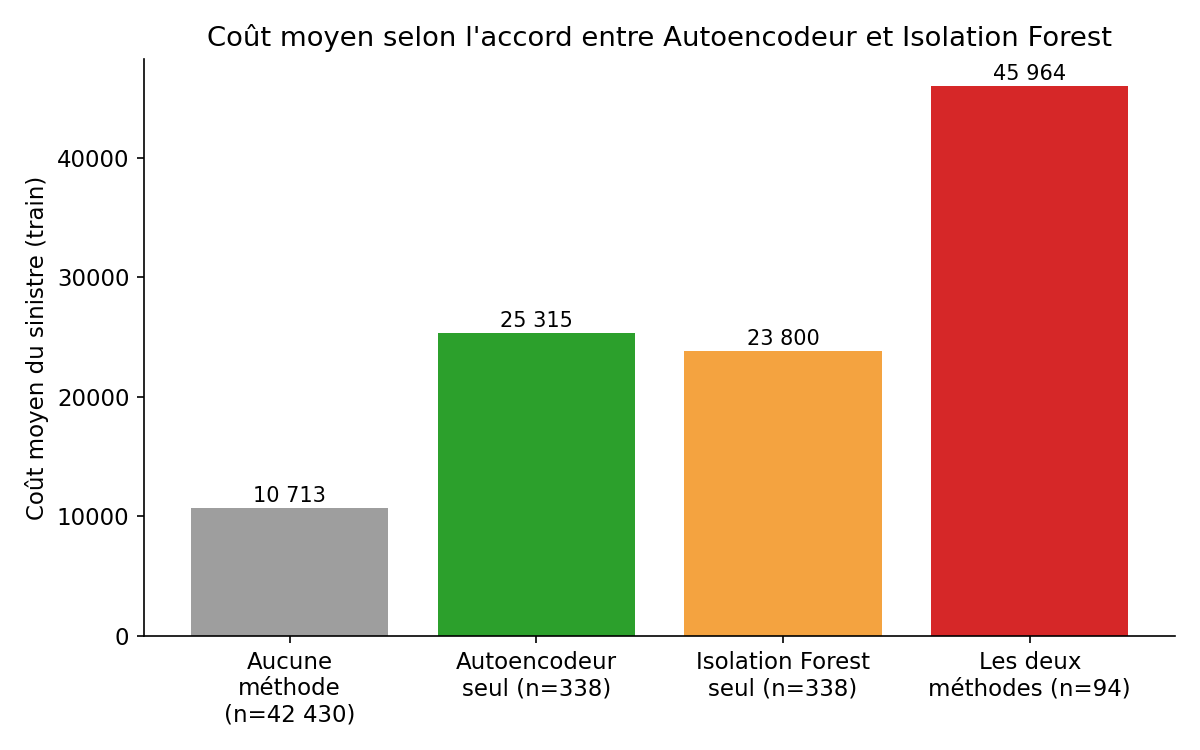 Coût moyen selon l'accord entre Autoencodeur et Isolation Forest
Coût moyen du sinistre (train)
40000
30000
20000
10000
0
10 713
25 315
23 800
45 964
Aucune
méthode
(n=42 430)
Autoencodeur
seul (n=338)
Isolation Forest
seul (n=338)
Les deux
méthodes (n=94)